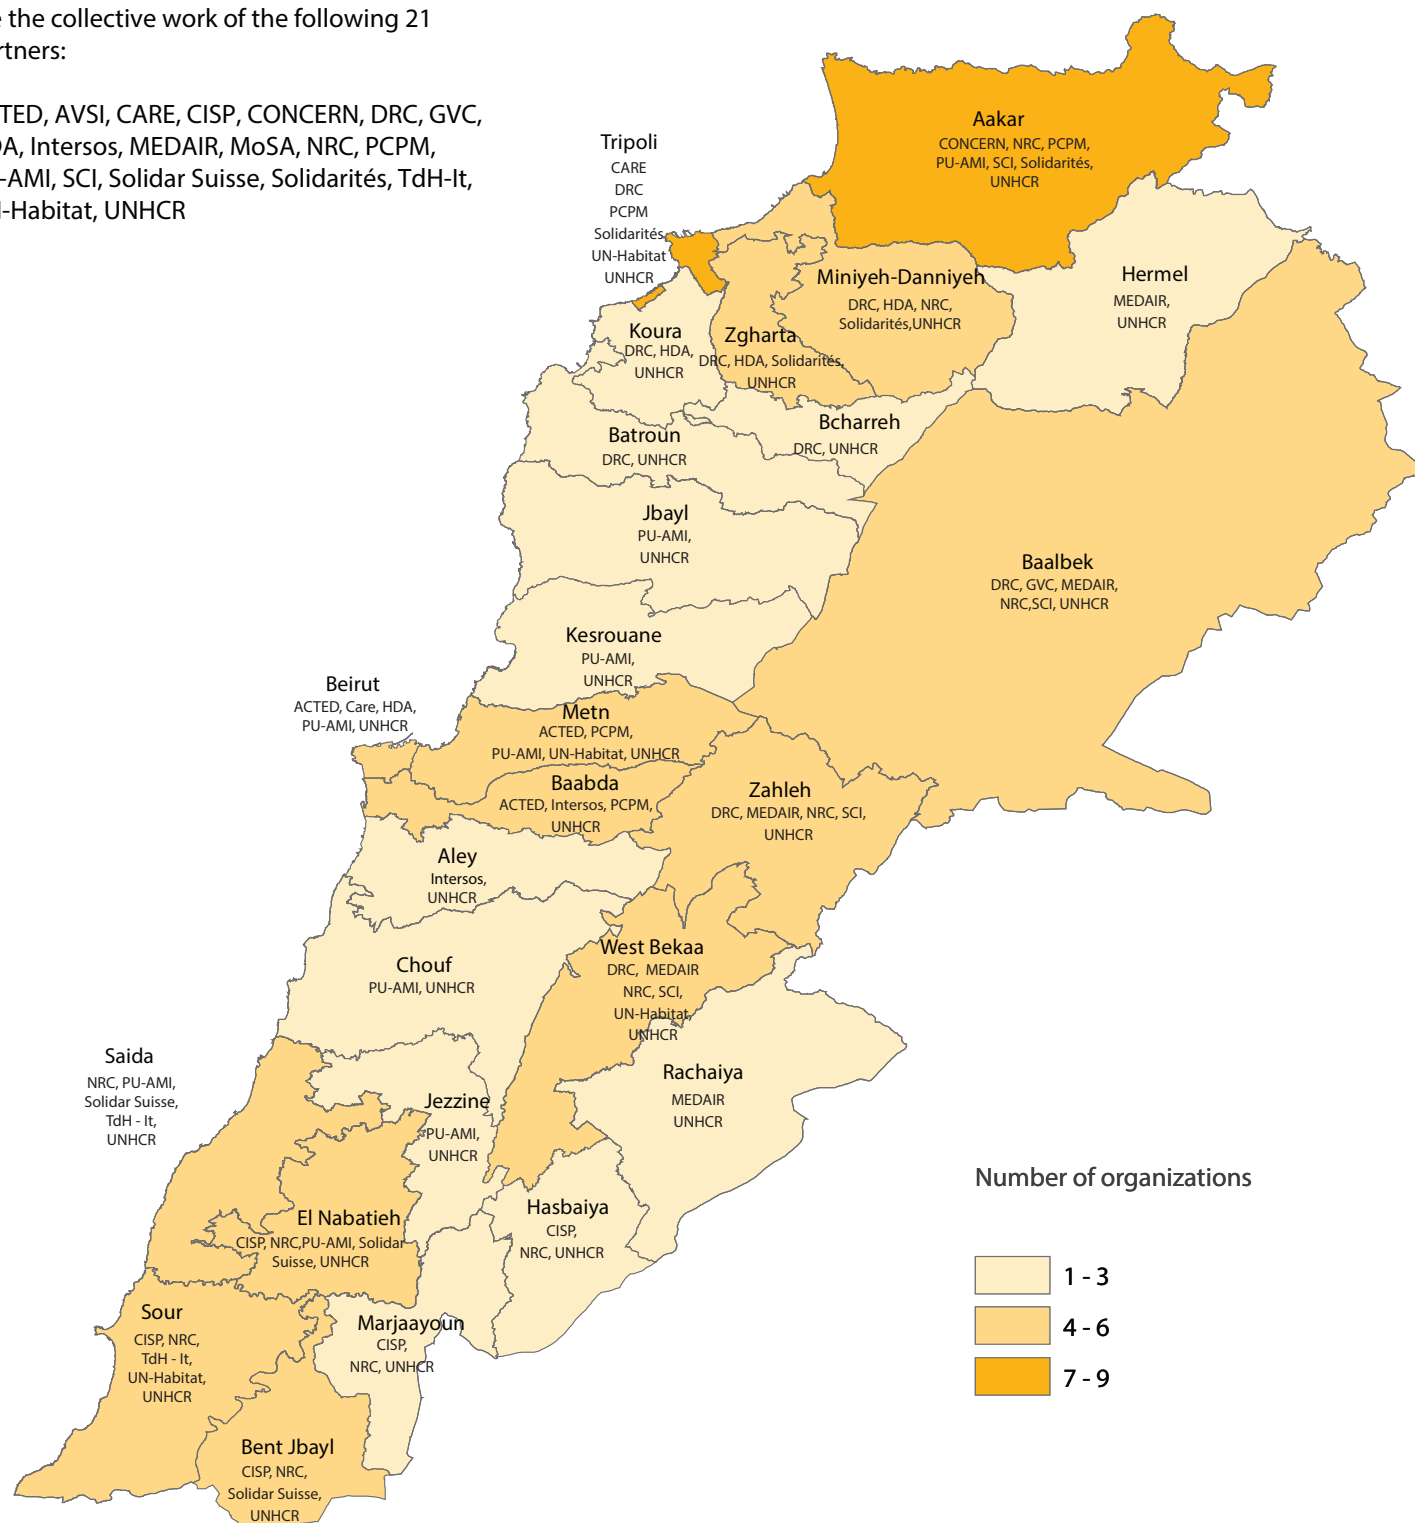 e the collective work of the following 21
rtners:
TED, AVSI, CARE, CISP, CONCERN, DRC, GVC,
DA, Intersos, MEDAIR, MoSA, NRC, PCPM,
-AMI, SCI, Solidar Suisse, Solidarités, TdH-It,
-Habitat, UNHCR
Aakar
CONCERN, NRC, PCPM,
PU-AMI, SCI, Solidarités,
UNHCR
Tripoli
CARE
DRC
PCPM
Solidarités
UN-Habitat
UNHCR
Miniyeh-Danniyeh
DRC, HDA, NRC,
Solidarités,UNHCR
Hermel
MEDAIR,
UNHCR
Koura
DRC, HDA,
UNHCR
Zgharta
DRC, HDA, Solidarités,
UNHCR
Bcharreh
DRC, UNHCR
Batroun
DRC, UNHCR
Jbayl
PU-AMI,
UNHCR
Baalbek
DRC, GVC, MEDAIR,
NRC,SCI, UNHCR
Kesrouane
PU-AMI,
UNHCR
Beirut
ACTED, Care, HDA,
PU-AMI, UNHCR
Metn
ACTED, PCPM,
PU-AMI, UN-Habitat, UNHCR
Baabda
ACTED, Intersos, PCPM,
UNHCR
Zahleh
DRC, MEDAIR, NRC, SCI,
UNHCR
Aley
Intersos,
UNHCR
Chouf
PU-AMI, UNHCR
West Bekaa
DRC,  MEDAIR
NRC, SCI,
UN-Habitat
UNHCR
Saida
NRC, PU-AMI,
Solidar Suisse,
TdH - It,
UNHCR
Rachaiya
MEDAIR
UNHCR
Jezzine
PU-AMI,
UNHCR
Hasbaiya
CISP,
NRC, UNHCR
El Nabatieh
CISP, NRC,PU-AMI, Solidar
Suisse, UNHCR
Sour
CISP, NRC,
TdH - It,
UN-Habitat,
UNHCR
Marjaayoun
CISP,
NRC, UNHCR
Bent Jbayl
CISP, NRC,
Solidar Suisse,
UNHCR
Number of organizations
1 - 3
4 - 6
7 - 9